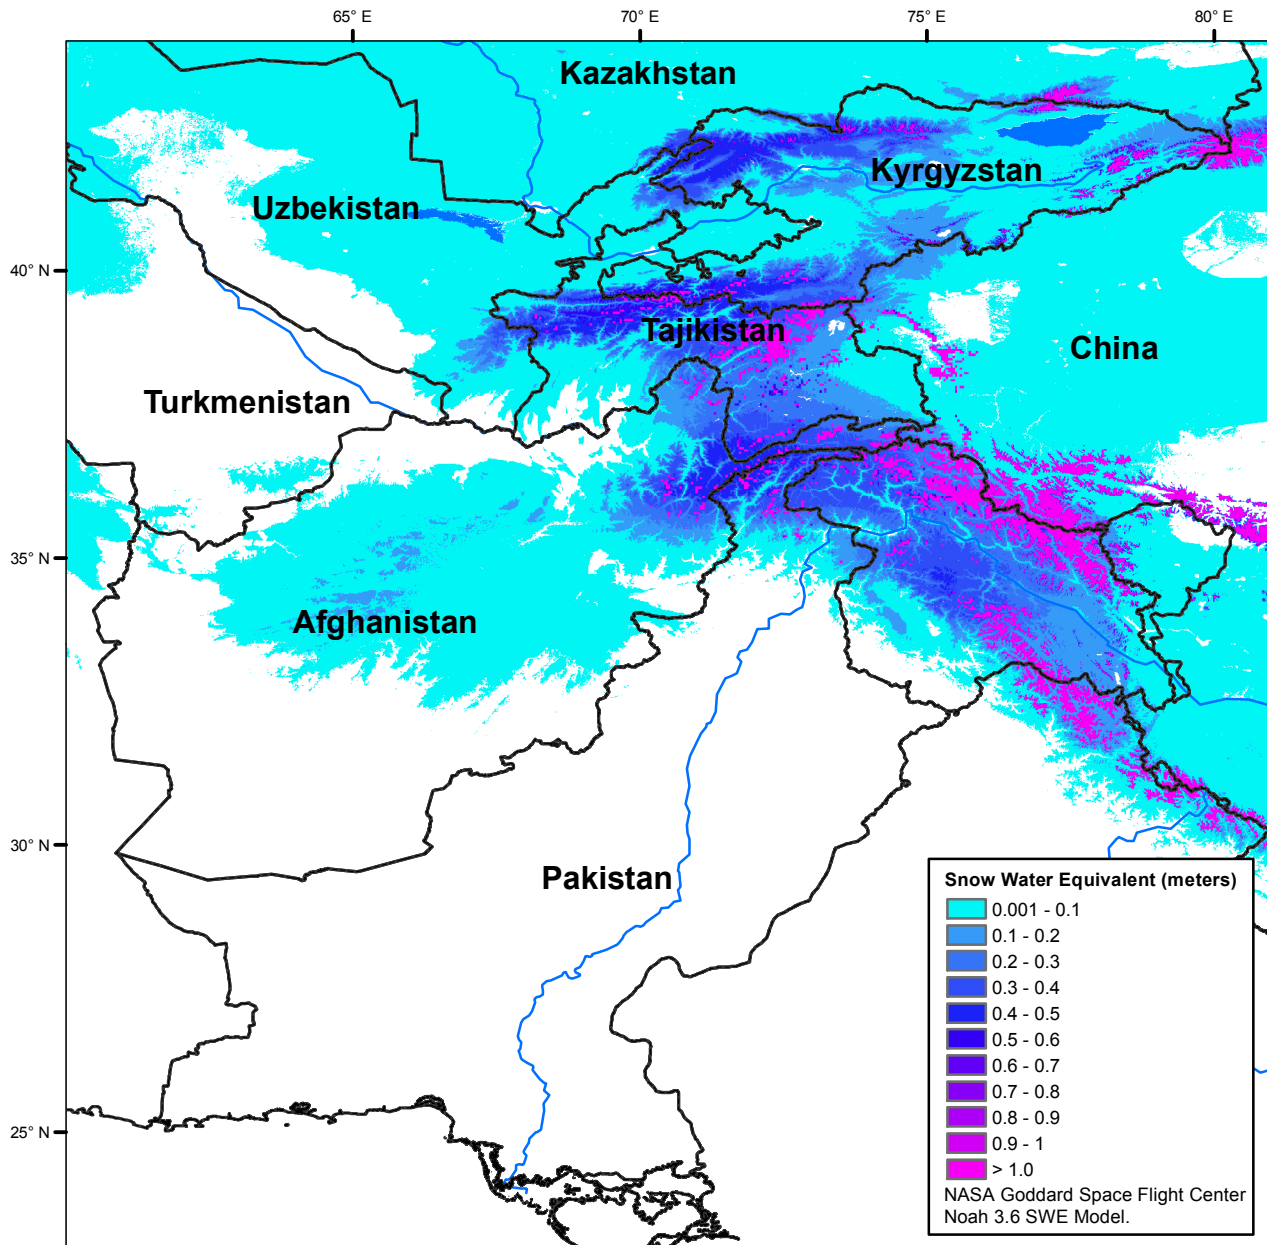 65° E
70° E
75° E
80° E
Kazakhstan
Kyrgyzstan
Uzbekistan
40° N
Tajikistan
China
Turkmenistan
35° N
Afghanistan
30° N
Pakistan
25° N
Snow Water Equivalent (meters)
0.001 - 0.1
0.1 - 0.2
0.2 - 0.3
0.3 - 0.4
0.4 - 0.5
0.5 - 0.6
0.6 - 0.7
0.7 - 0.8
0.8 - 0.9
0.9 - 1
> 1.0
NASA Goddard Space Flight Center
Noah 3.6 SWE Model.